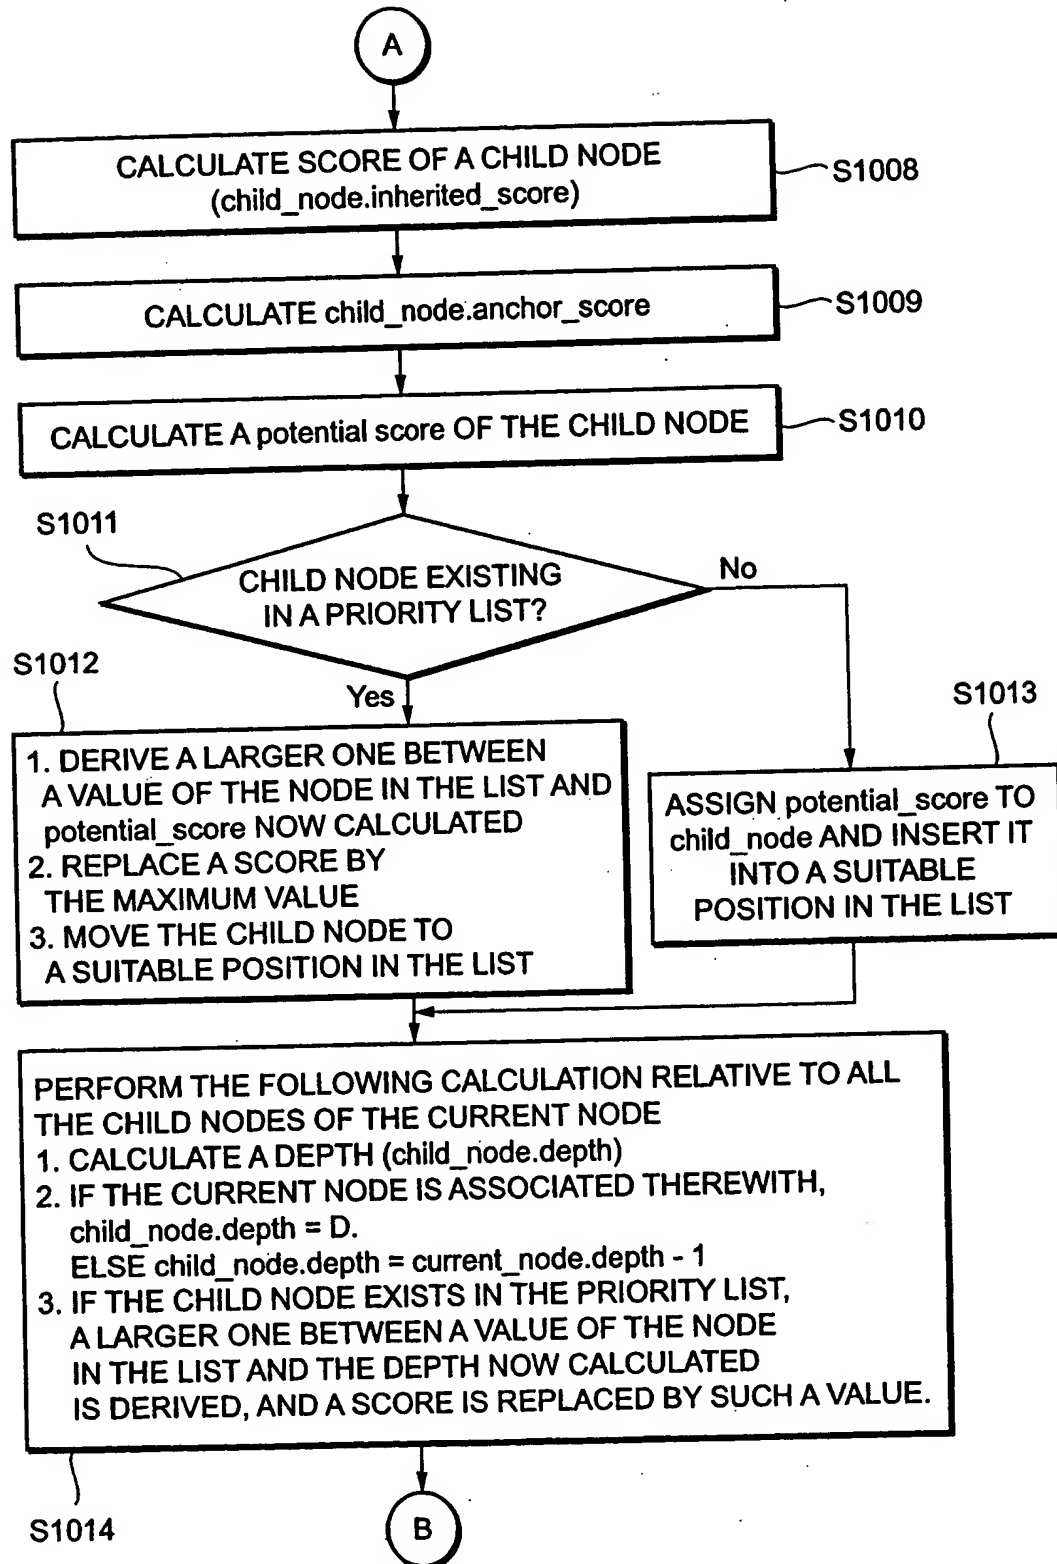 A
CALCULATE SCORE OF A CHILD NODE
(child_node.inherited_score)
S1008
CALCULATE child_node.anchor_score
S1009
CALCULATE A potential score OF THE CHILD NODE
S1010
S1011
CHILD NODE EXISTING
IN A PRIORITY LIST?
No
S1012
Yes
S1013
1. DERIVE A LARGER ONE BETWEEN
A VALUE OF THE NODE IN THE LIST AND
potential_score NOW CALCULATED
2. REPLACE A SCORE BY
THE MAXIMUM VALUE
3. MOVE THE CHILD NODE TO
A SUITABLE POSITION IN THE LIST
ASSIGN potential_score TO
child_node AND INSERT IT
INTO A SUITABLE
POSITION IN THE LIST
PERFORM THE FOLLOWING CALCULATION RELATIVE TO ALL
THE CHILD NODES OF THE CURRENT NODE
1. CALCULATE A DEPTH (child_node.depth)
2. IF THE CURRENT NODE IS ASSOCIATED THEREWITH,
child_node.depth = D.
ELSE child_node.depth = current_node.depth - 1
3. IF THE CHILD NODE EXISTS IN THE PRIORITY LIST,
A LARGER ONE BETWEEN A VALUE OF THE NODE
IN THE LIST AND THE DEPTH NOW CALCULATED
IS DERIVED, AND A SCORE IS REPLACED BY SUCH A VALUE.
S1014
B